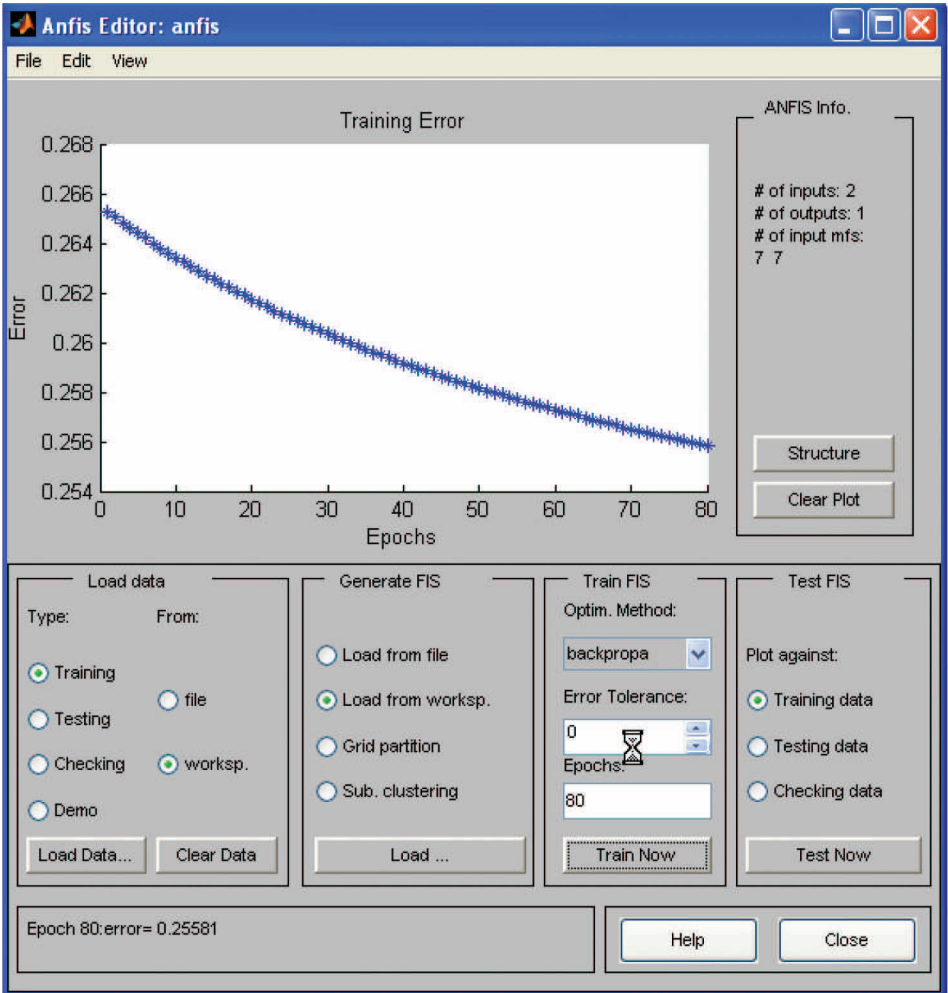 Anfis Editor: anfis
File Edit View
Training Error
0.268
0.266
0.264
0.262
0.26
0.258
0.256
0.254
Error
0 10 20 30 40 50 60 70 80
Epochs
ANFIS Info.
# of inputs: 2
# of outputs: 1
# of input mfs:
7 7
Structure
Clear Plot
Load data
Type: From:
Training
file
Testing
Checking
worksp.
Demo
Load Data... Clear Data
Generate FIS
Load from file
Load from worksp.
Grid partition
Sub. clustering
Load ...
Train FIS
Optim. Method:
backpropa
Error Tolerance:
0
Epochs:
80
Train Now
Test FIS
Plot against:
Training data
Testing data
Checking data
Test Now
Epoch 80:error= 0.25581
Help Close